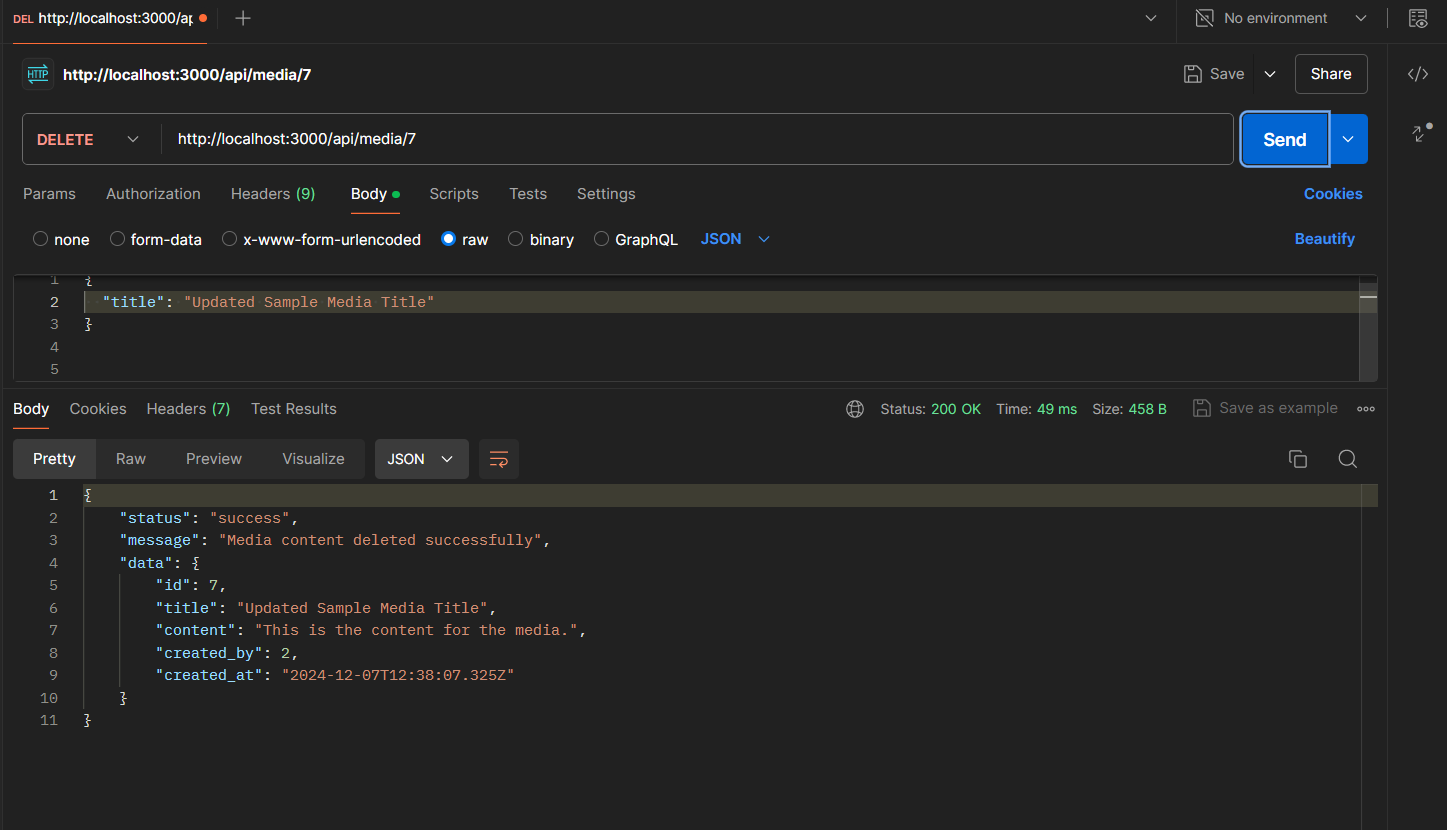 DEL http://localhost:3000/ap
No environment
HTTP http://localhost:3000/api/media/7
Save
Share
DELETE http://localhost:3000/api/media/7
Send
Params Authorization Headers (9) Body Scripts Tests Settings
Cookies
none form-data x-www-form-urlencoded raw binary GraphQL JSON
Beautify
1 {
2 "title": "Updated Sample Media Title"
3 }
4
5
Body Cookies Headers (7) Test Results
Status: 200 OK Time: 49 ms Size: 458 B
Save as example
Pretty Raw Preview Visualize JSON
1 {
2 "status": "success",
3 "message": "Media content deleted successfully",
4 "data": {
5 "id": 7,
6 "title": "Updated Sample Media Title",
7 "content": "This is the content for the media.",
8 "created_by": 2,
9 "created_at": "2024-12-07T12:38:07.325Z"
10 }
11 }